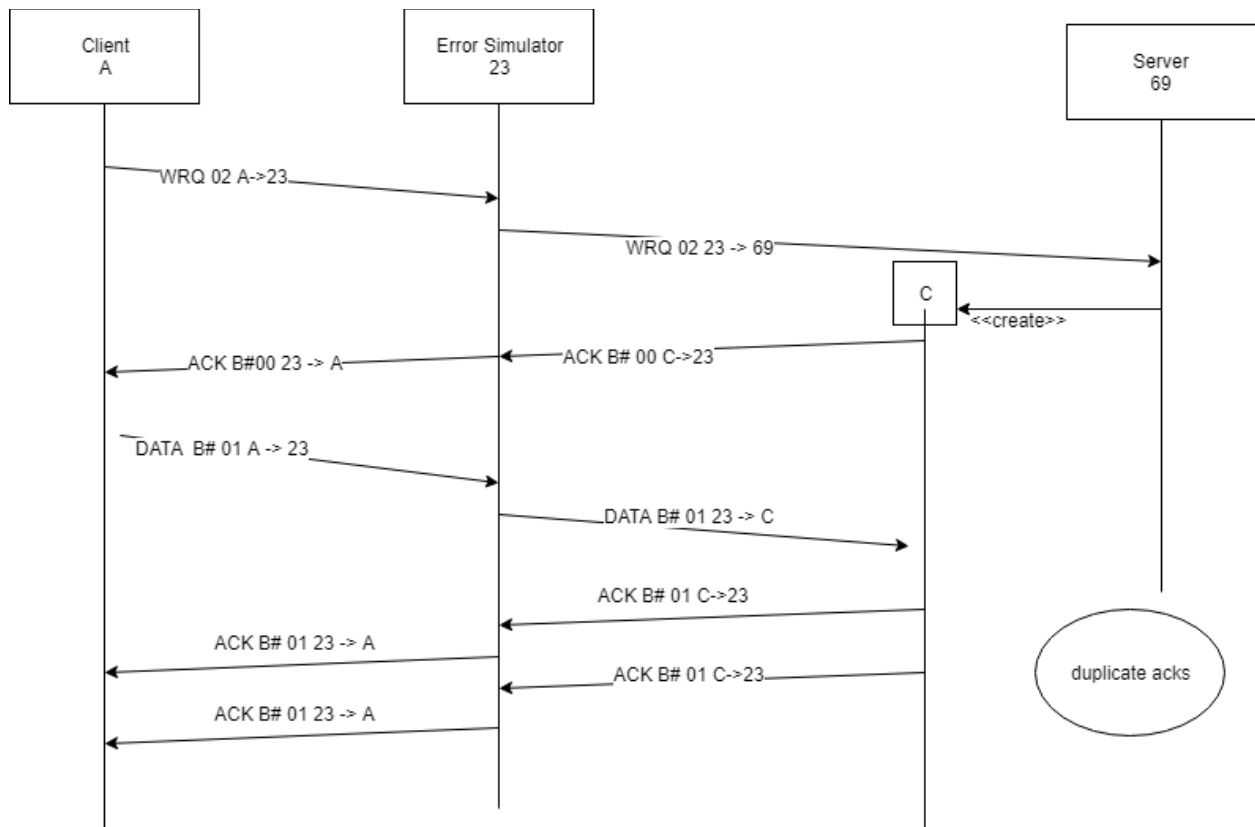 Client
A
Error Simulator
23
Server
69
WRQ 02 A->23
WRQ 02 23 -> 69
C
<<create>>
ACK B# 00 C->23
ACK B#00 23 -> A
DATA  B# 01 A -> 23
DATA B# 01 23 -> C
ACK B# 01 C->23
ACK B# 01 23 -> A
ACK B# 01 C->23
duplicate acks
ACK B# 01 23 -> A